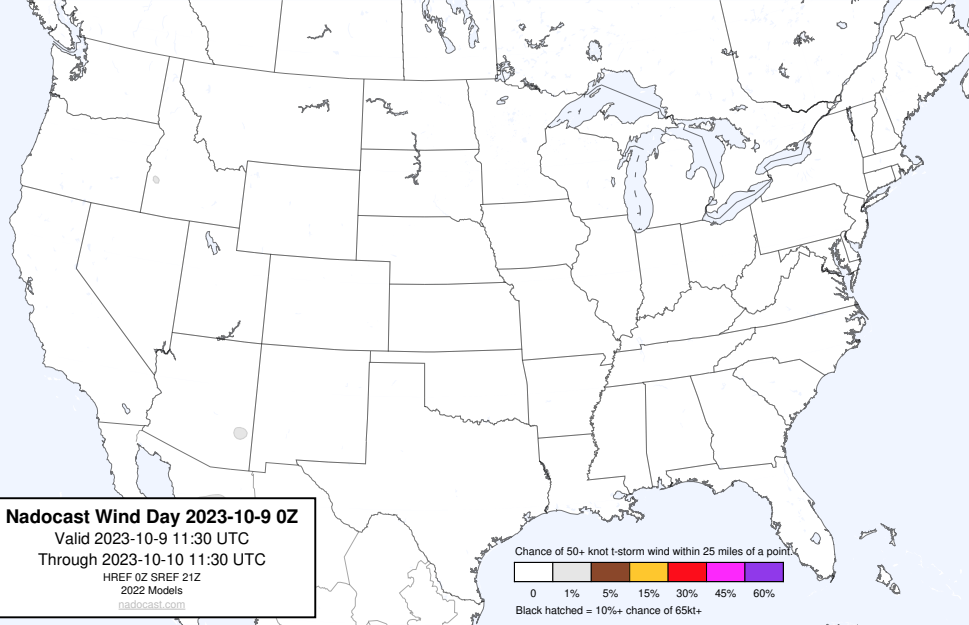 Nadocast Wind Day 2023-10-9 0Z
Valid 2023-10-9 11:30 UTC
Through 2023-10-10 11:30 UTC
HREF 0Z SREF 21Z
2022 Models
nadocast.com
Chance of 50+ knot t-storm wind within 25 miles of a point.
0 1% 5% 15% 30% 45% 60%
Black hatched = 10%+ chance of 65kt+